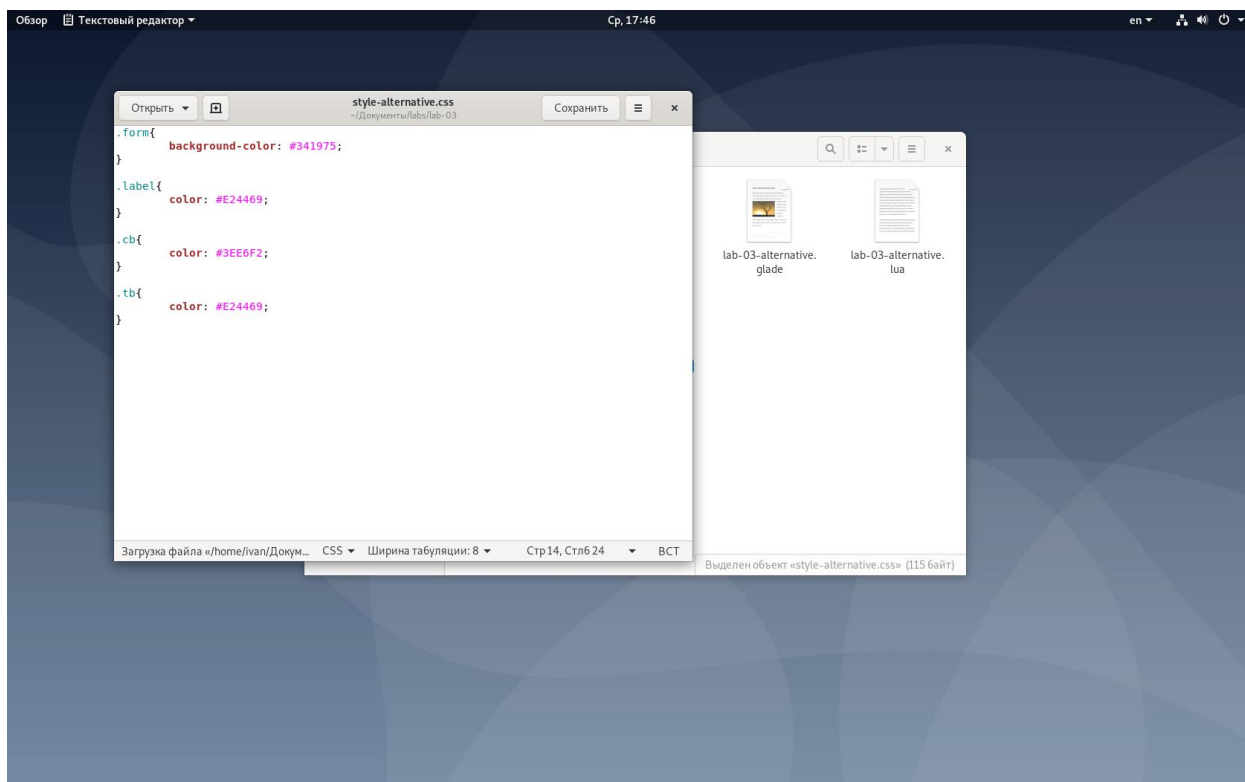 Обзор Текстовый редактор Ср, 17:46 en
Открыть style-alternative.css Сохранить
~/Документы/labs/lab-03
.form{
background-color: #341975;
}
.label{
color: #E24469;
}
.cb{
color: #3EE6F2;
}
.tb{
color: #E24469;
}
Загрузка файла «/home/ivan/Докум… CSS Ширина табуляции: 8 Стр 14, Стлб 24 ВСТ
lab-03-alternative.
glade
lab-03-alternative.
lua
Выделен объект «style-alternative.css» (115 байт)